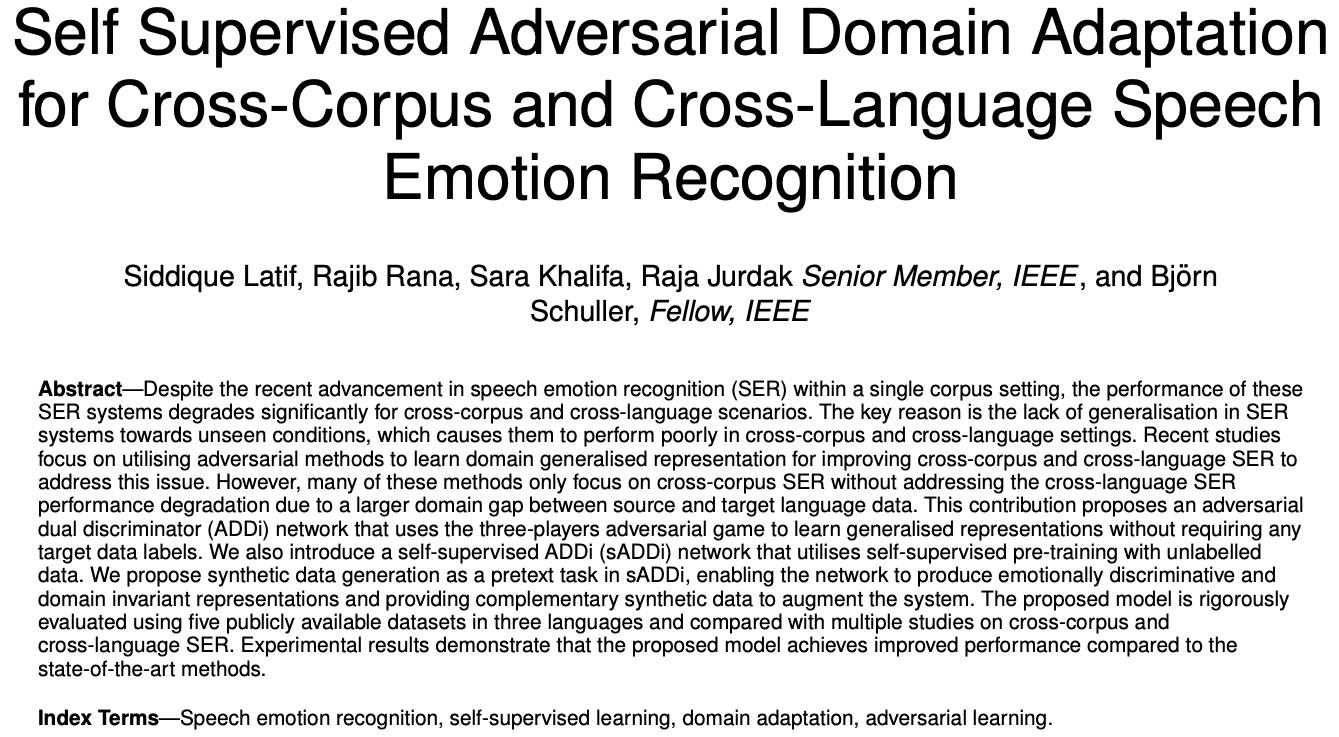 Self Supervised Adversarial Domain Adaptation
for Cross-Corpus and Cross-Language Speech
Emotion Recognition
Siddique Latif, Rajib Rana, Sara Khalifa, Raja Jurdak Senior Member, IEEE, and Björn
Schuller, Fellow, IEEE
Abstract—Despite the recent advancement in speech emotion recognition (SER) within a single corpus setting, the performance of these
SER systems degrades significantly for cross-corpus and cross-language scenarios. The key reason is the lack of generalisation in SER
systems towards unseen conditions, which causes them to perform poorly in cross-corpus and cross-language settings. Recent studies
focus on utilising adversarial methods to learn domain generalised representation for improving cross-corpus and cross-language SER to
address this issue. However, many of these methods only focus on cross-corpus SER without addressing the cross-language SER
performance degradation due to a larger domain gap between source and target language data. This contribution proposes an adversarial
dual discriminator (ADDi) network that uses the three-players adversarial game to learn generalised representations without requiring any
target data labels. We also introduce a self-supervised ADDi (sADDi) network that utilises self-supervised pre-training with unlabelled
data. We propose synthetic data generation as a pretext task in sADDi, enabling the network to produce emotionally discriminative and
domain invariant representations and providing complementary synthetic data to augment the system. The proposed model is rigorously
evaluated using five publicly available datasets in three languages and compared with multiple studies on cross-corpus and
cross-language SER. Experimental results demonstrate that the proposed model achieves improved performance compared to the
state-of-the-art methods.
Index Terms—Speech emotion recognition, self-supervised learning, domain adaptation, adversarial learning.